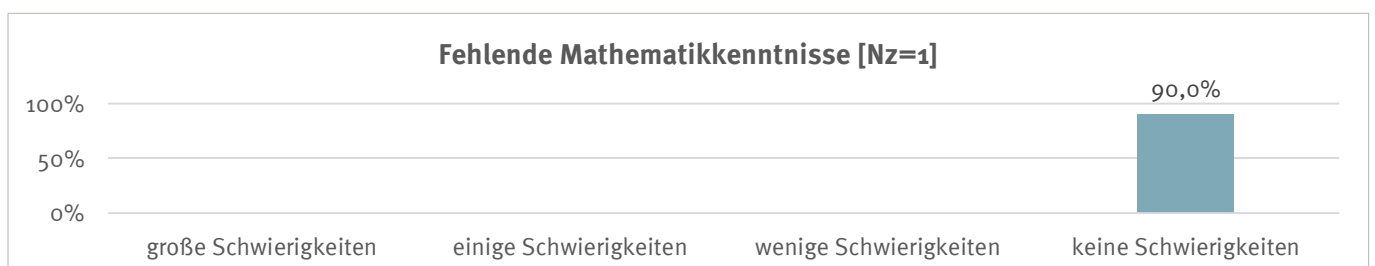 Fehlende Mathematikkenntnisse [Nz=1]
90,0%
100%
50%
0%
große Schwierigkeiten einige Schwierigkeiten wenige Schwierigkeiten keine Schwierigkeiten